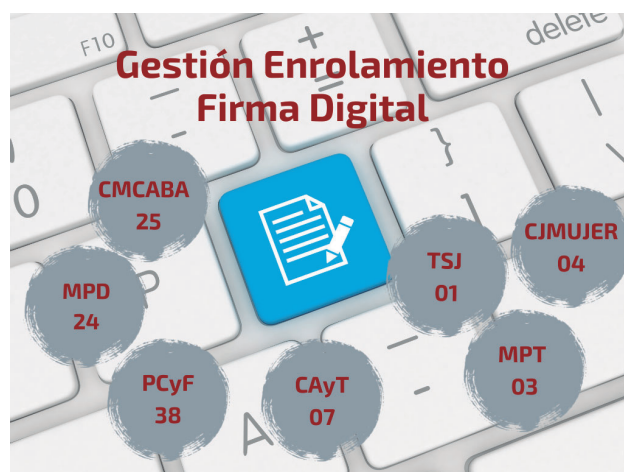 F10
delete
Gestión Enrolamiento
Firma Digital
CMCABA
25
CJMUJER
04
TSJ
01
MPD
24
MPT
03
PCyF
38
CAyT
07
+
=
}
]
0
P
A